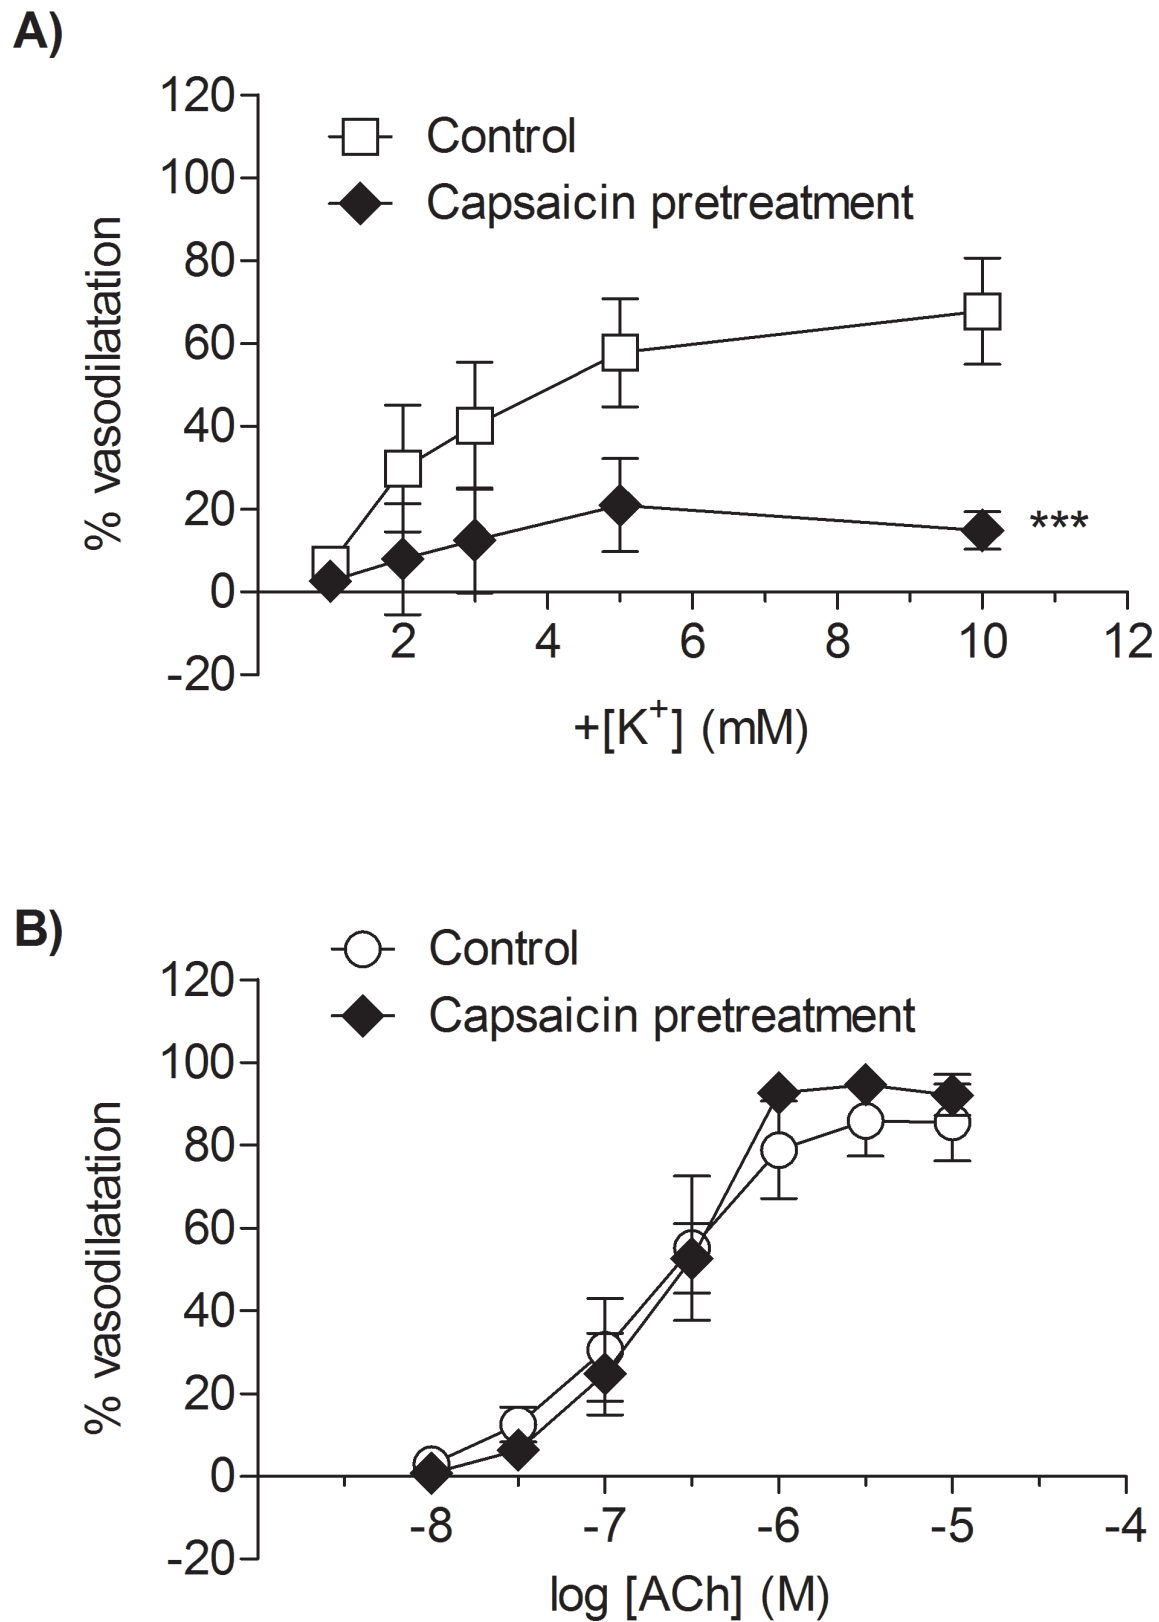 A)
120
100
80
60
40
20
0
-20
% vasodilatation
Control
Capsaicin pretreatment
***
2 4 6 8 10 12
+[K⁺] (mM)
B)
120
100
80
60
40
20
0
-20
% vasodilatation
Control
Capsaicin pretreatment
-8 -7 -6 -5 -4
log [ACh] (M)